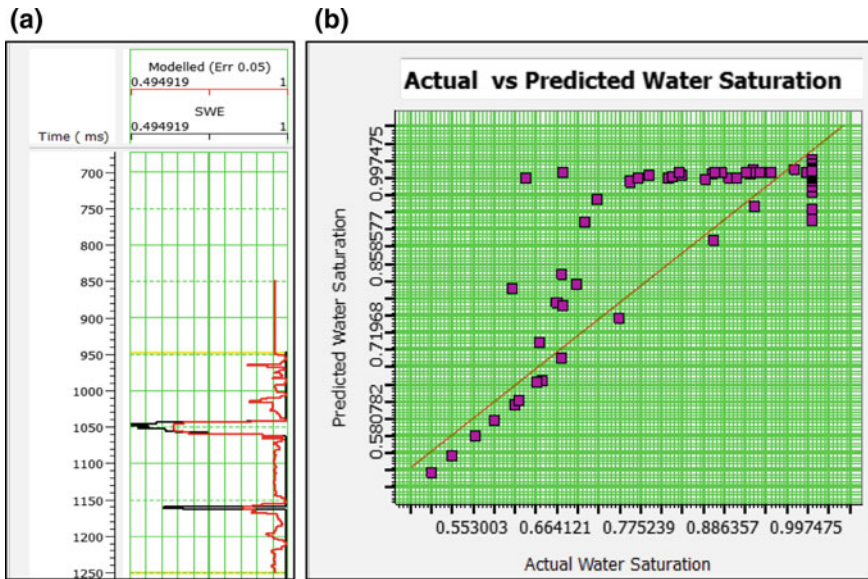 (a)
Modelled (Err 0.05)
0.494919 1
SWE
0.494919 1
Time ( ms)
700
750
800
850
900
950
1000
1050
1100
1150
1200
1250
(b)
Actual vs Predicted Water Saturation
Predicted Water Saturation
0.997475
0.858577
0.71968
0.580782
0.553003 0.664121 0.775239 0.886357 0.997475
Actual Water Saturation